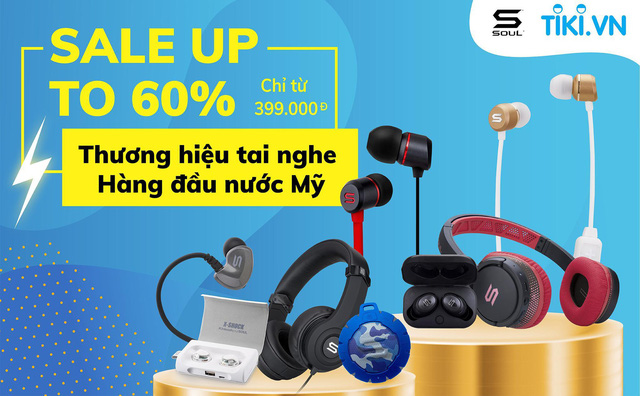 SOUL
TIKI.VN
SALE UP
TO 60%
Chỉ từ
399.000Đ
Thương hiệu tai nghe
Hàng đầu nước Mỹ
X-SHOCK